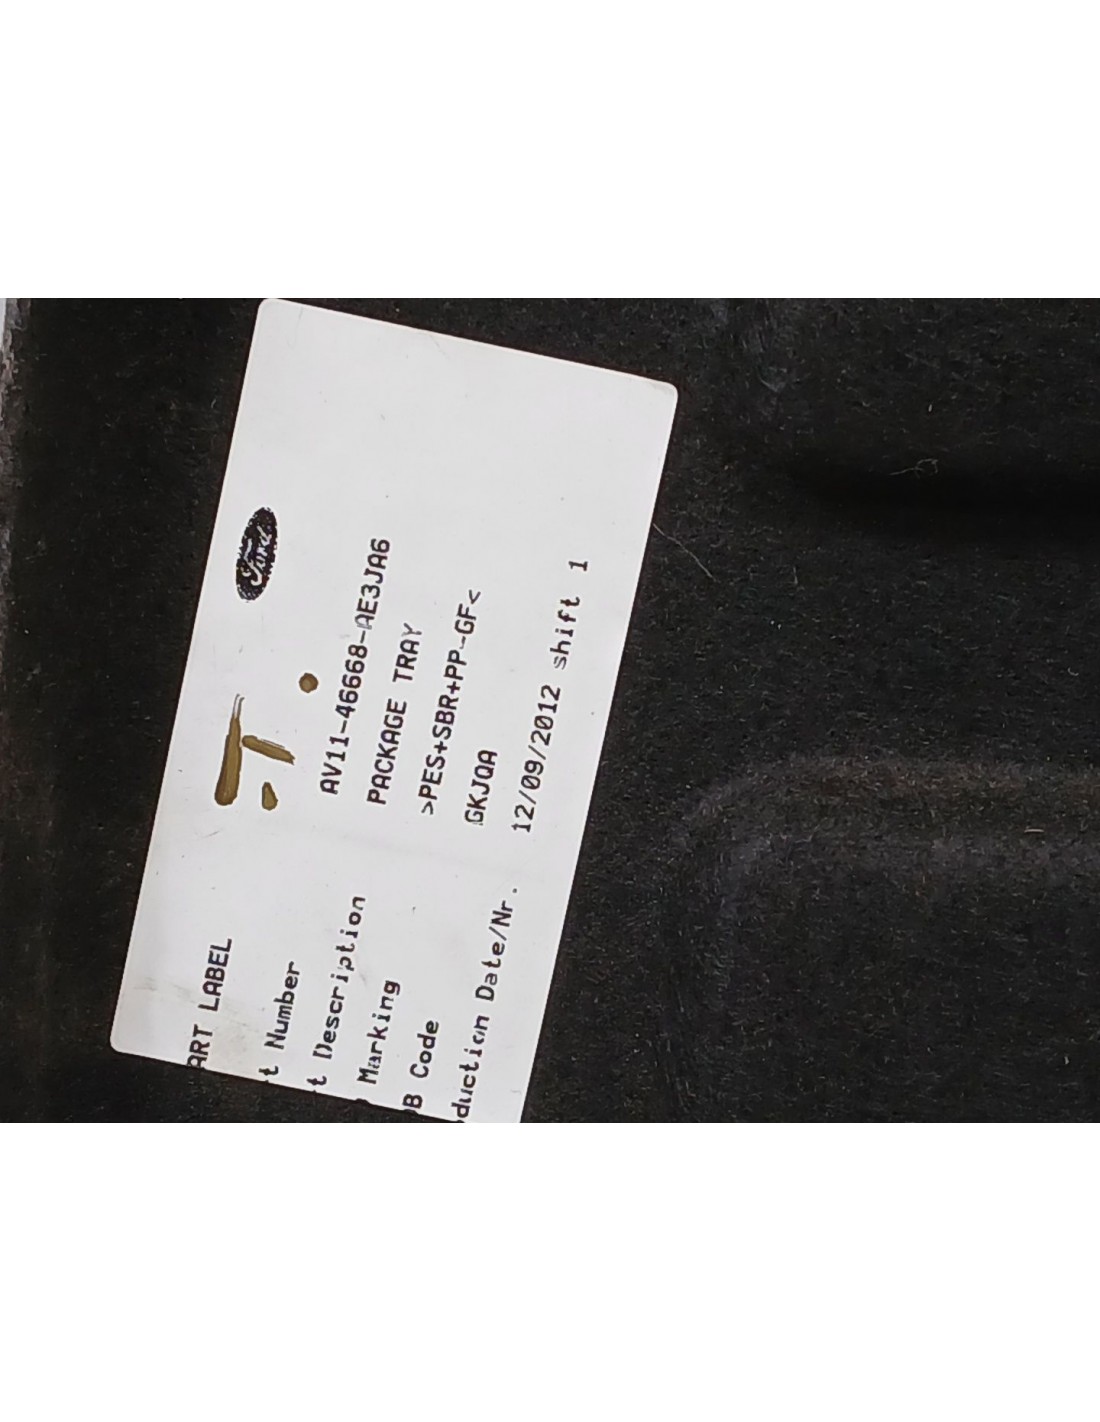 ART LABEL
Ford
t Number AV11-46668-AE3JA6
t Description PACKAGE TRAY
Marking >PES+SBR+PP-GF<
B Code GKJQA
duction Date/Nr. 12/09/2012 shift 1